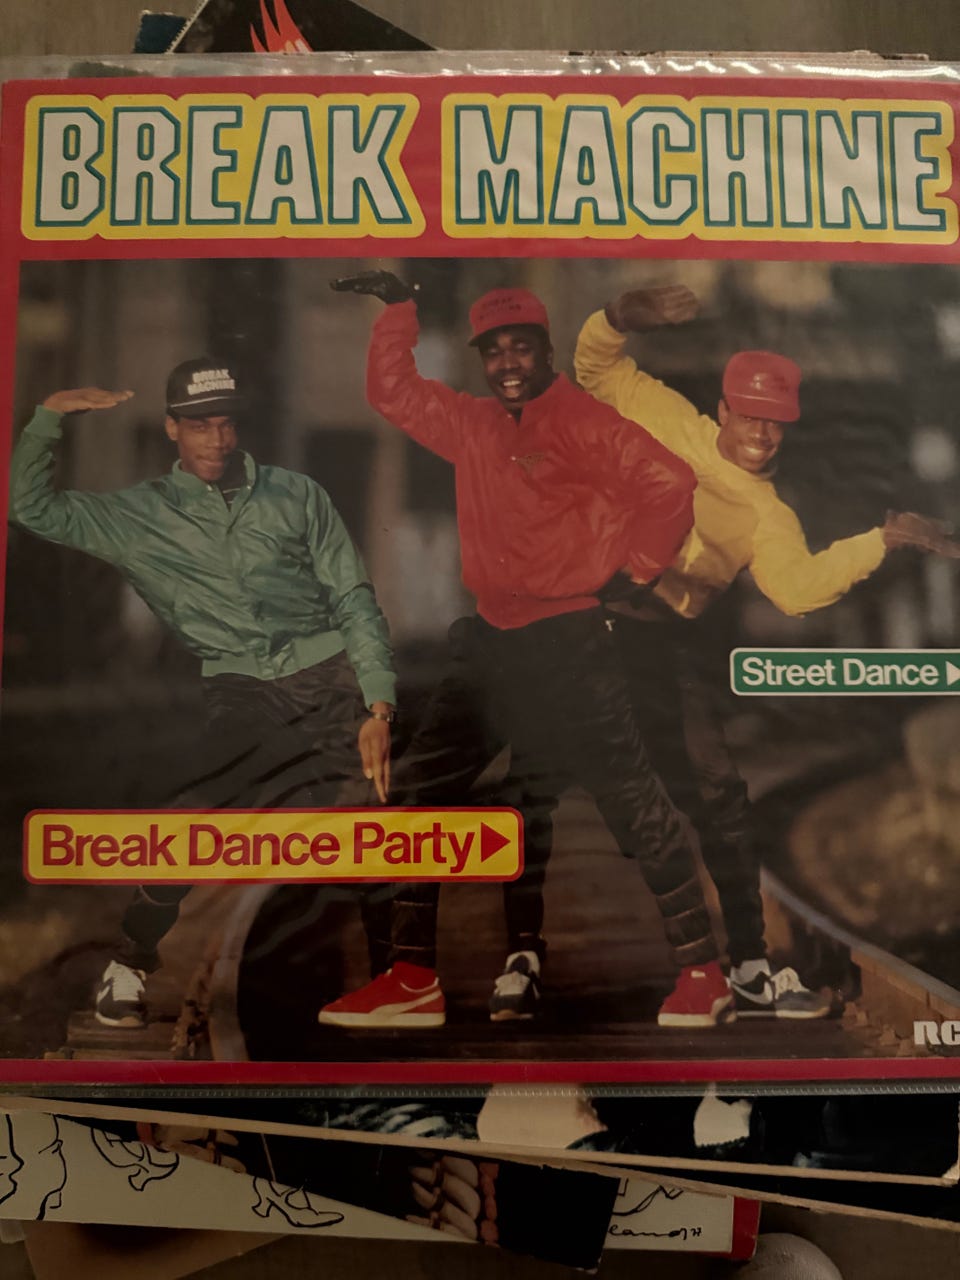 BREAK MACHINE
BREAK
MACHINE
Street Dance
Break Dance Party
RC